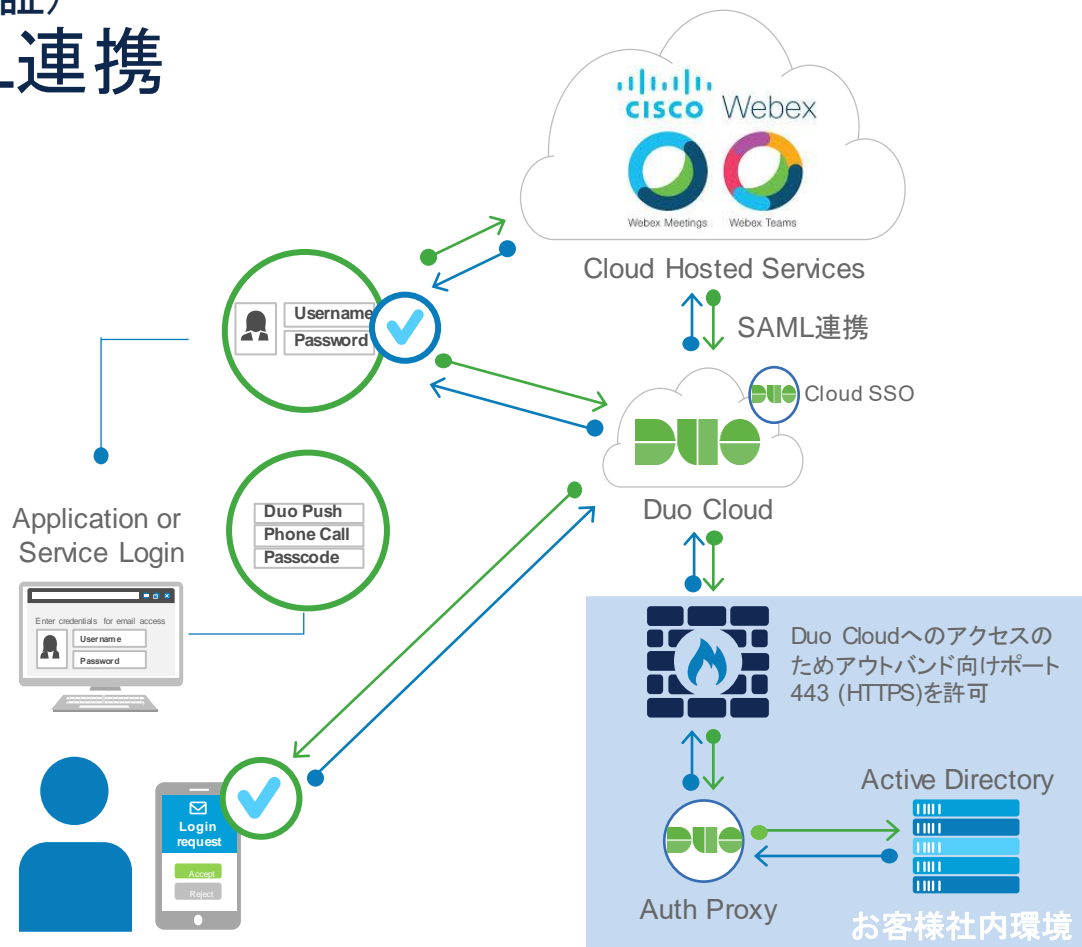 証）
連携
CISCO Webex
Webex Meetings
Webex Teams
Cloud Hosted Services
SAML連携
Username
Password
DUO
Cloud SSO
DUO
Duo Cloud
Application or
Service Login
Duo Push
Phone Call
Passcode
Enter credentials for email access
Username
Password
Duo Cloudへのアクセスの
ためアウトバンド向けポート
443 (HTTPS)を許可
Login
request
Accept
Reject
DUO
Auth Proxy
Active Directory
お客様社内環境